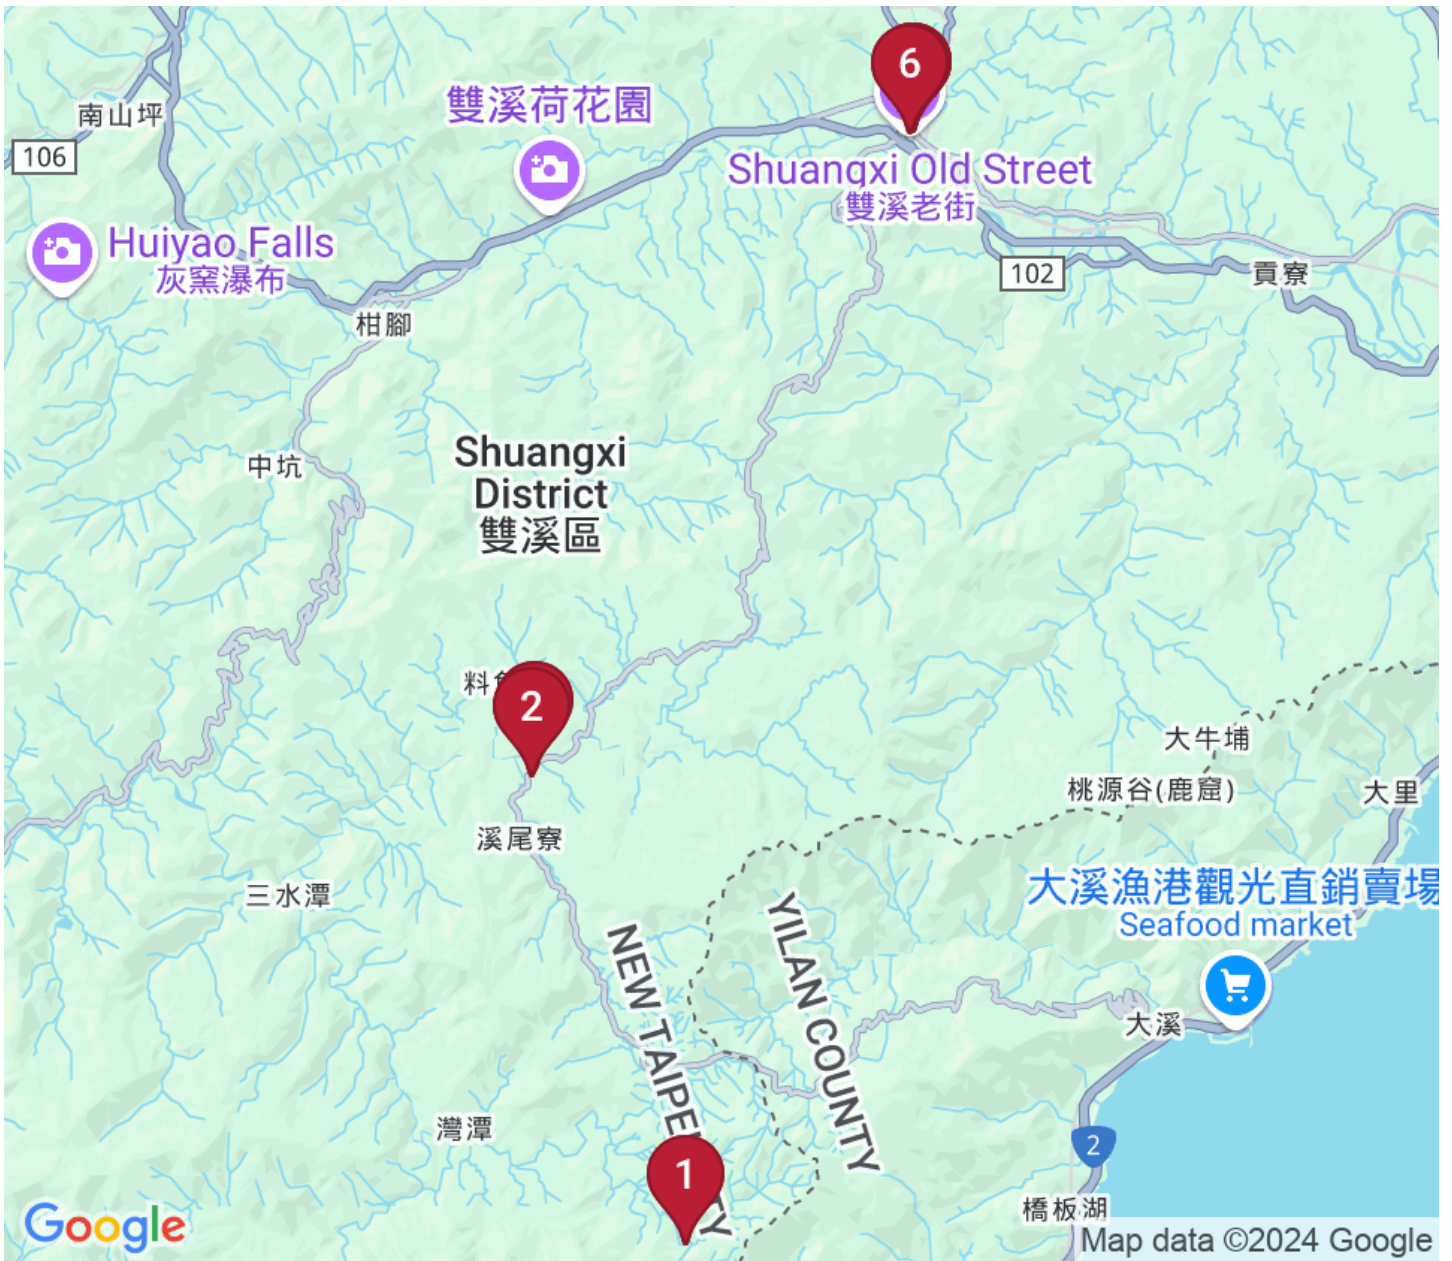 6
雙溪荷花園
南山坪
106
Shuangxi Old Street
雙溪老街
Huiyao Falls
灰窯瀑布
102
貢寮
柑腳
Shuangxi
District
雙溪區
中坑
料
2
大牛埔
桃源谷(鹿窟)
大里
溪尾寮
大溪漁港觀光直銷賣場
Seafood market
三水潭
YILAN COUNTY
NEW TAIPEI
TY
大溪
灣潭
2
1
橋板湖
Google
Map data ©2024 Google